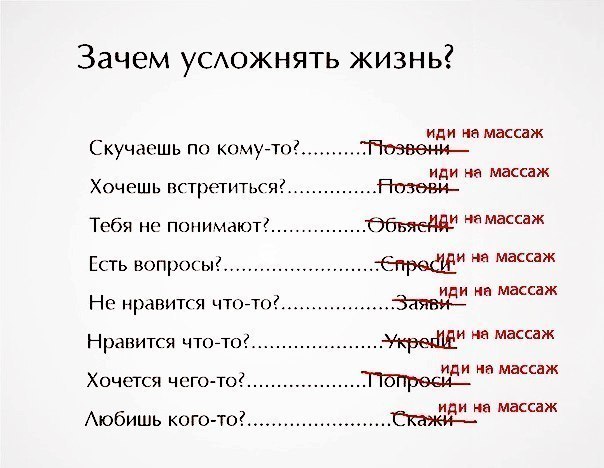 Зачем усложнять жизнь?
иди на массаж
Скучаешь по кому-то?...........Позвони
иди на массаж
Хочешь встретиться?...............Позови
иди на массаж
Тебя не понимают?................Объясни
иди на массаж
Есть вопросы?..........................Спроси
иди на массаж
Не нравится что-то?...................Заяви
иди на массаж
Нравится что-то?......................Укрепи
иди на массаж
Хочется чего-то?....................Попроси
иди на массаж
Любишь кого-то?........................Скажи